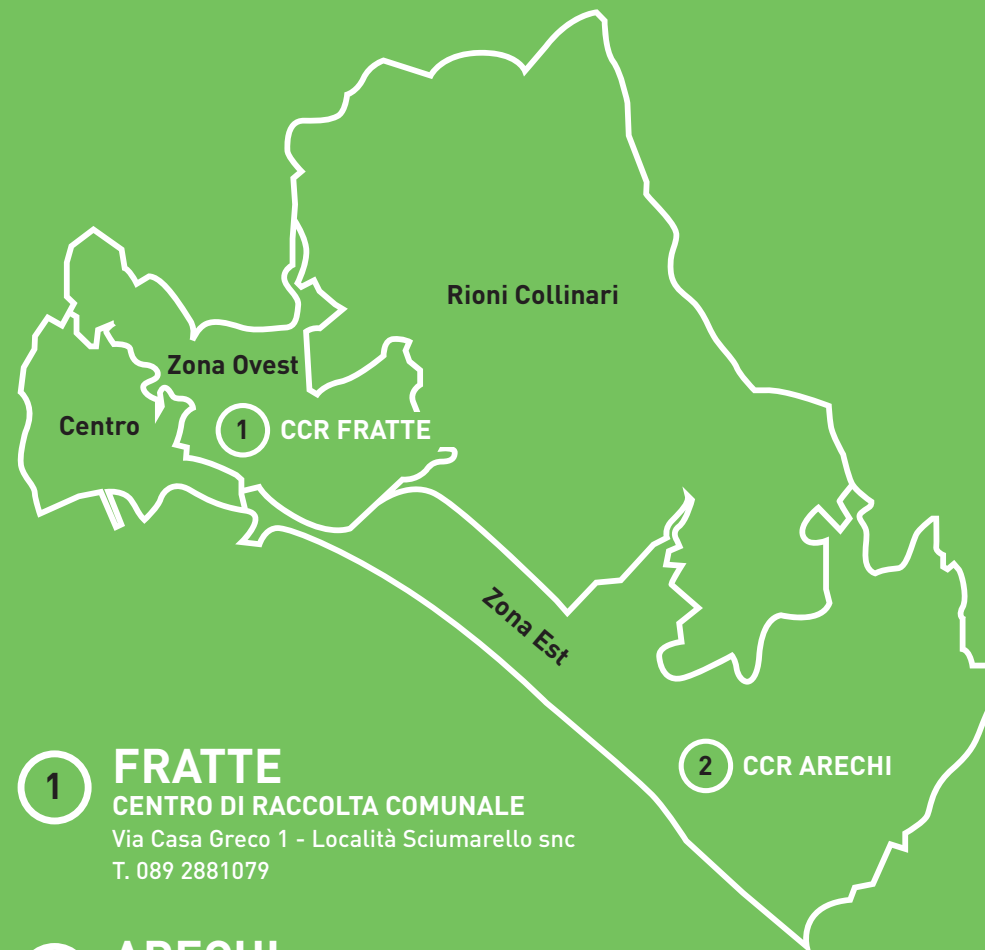 Rioni Collinari
Zona Ovest
Centro
1 CCR FRATTE
Zona Est
2 CCR ARECHI
1
FRATTE
CENTRO DI RACCOLTA COMUNALE
Via Casa Greco 1 - Località Sciumarello snc
T. 089 2881079
ARECHI